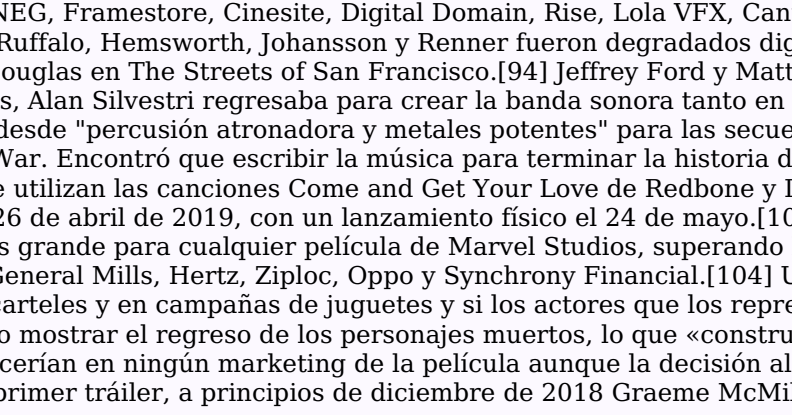 NEG, Framestore, Cinesite, Digital Domain, Rise, Lola VFX, Can
Ruffalo, Hemsworth, Johansson y Renner fueron degradados dig
ouglas en The Streets of San Francisco.[94] Jeffrey Ford y Matt
s, Alan Silvestri regresaba para crear la banda sonora tanto en
desde "percusión atronadora y metales potentes" para las secue
War. Encontró que escribir la música para terminar la historia d
e utilizan las canciones Come and Get Your Love de Redbone y
26 de abril de 2019, con un lanzamiento físico el 24 de mayo.[10
s grande para cualquier película de Marvel Studios, superando
General Mills, Hertz, Ziploc, Oppo y Synchrony Financial.[104] U
carteles y en campañas de juguetes y si los actores que los repre
o mostrar el regreso de los personajes muertos, lo que «constru
cerían en ningún marketing de la película aunque la decisión al
primer tráiler, a principios de diciembre de 2018 Graeme McMil